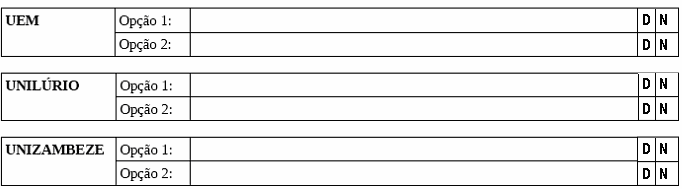 UEM Opção 1: D N
Opção 2: D N
UNILÚRIO Opção 1: D N
Opção 2: D N
UNIZAMBEZE Opção 1: D N
Opção 2: D N